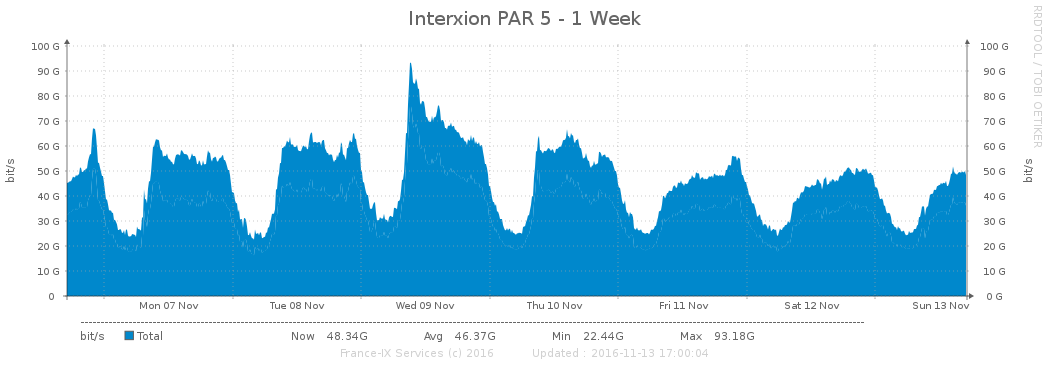 Interxion PAR 5 - 1 Week
RRDTOOL / TOBI OETIKER
bit/s
bit/s
100 G 100 G
90 G 90 G
80 G 80 G
70 G 70 G
60 G 60 G
50 G 50 G
40 G 40 G
30 G 30 G
20 G 20 G
10 G 10 G
0 0 G
Mon 07 Nov Tue 08 Nov Wed 09 Nov Thu 10 Nov Fri 11 Nov Sat 12 Nov Sun 13 Nov
bit/s Total Now 48.34G Avg 46.37G Min 22.44G Max 93.18G
France-IX Services (c) 2016 Updated : 2016-11-13 17:00:04